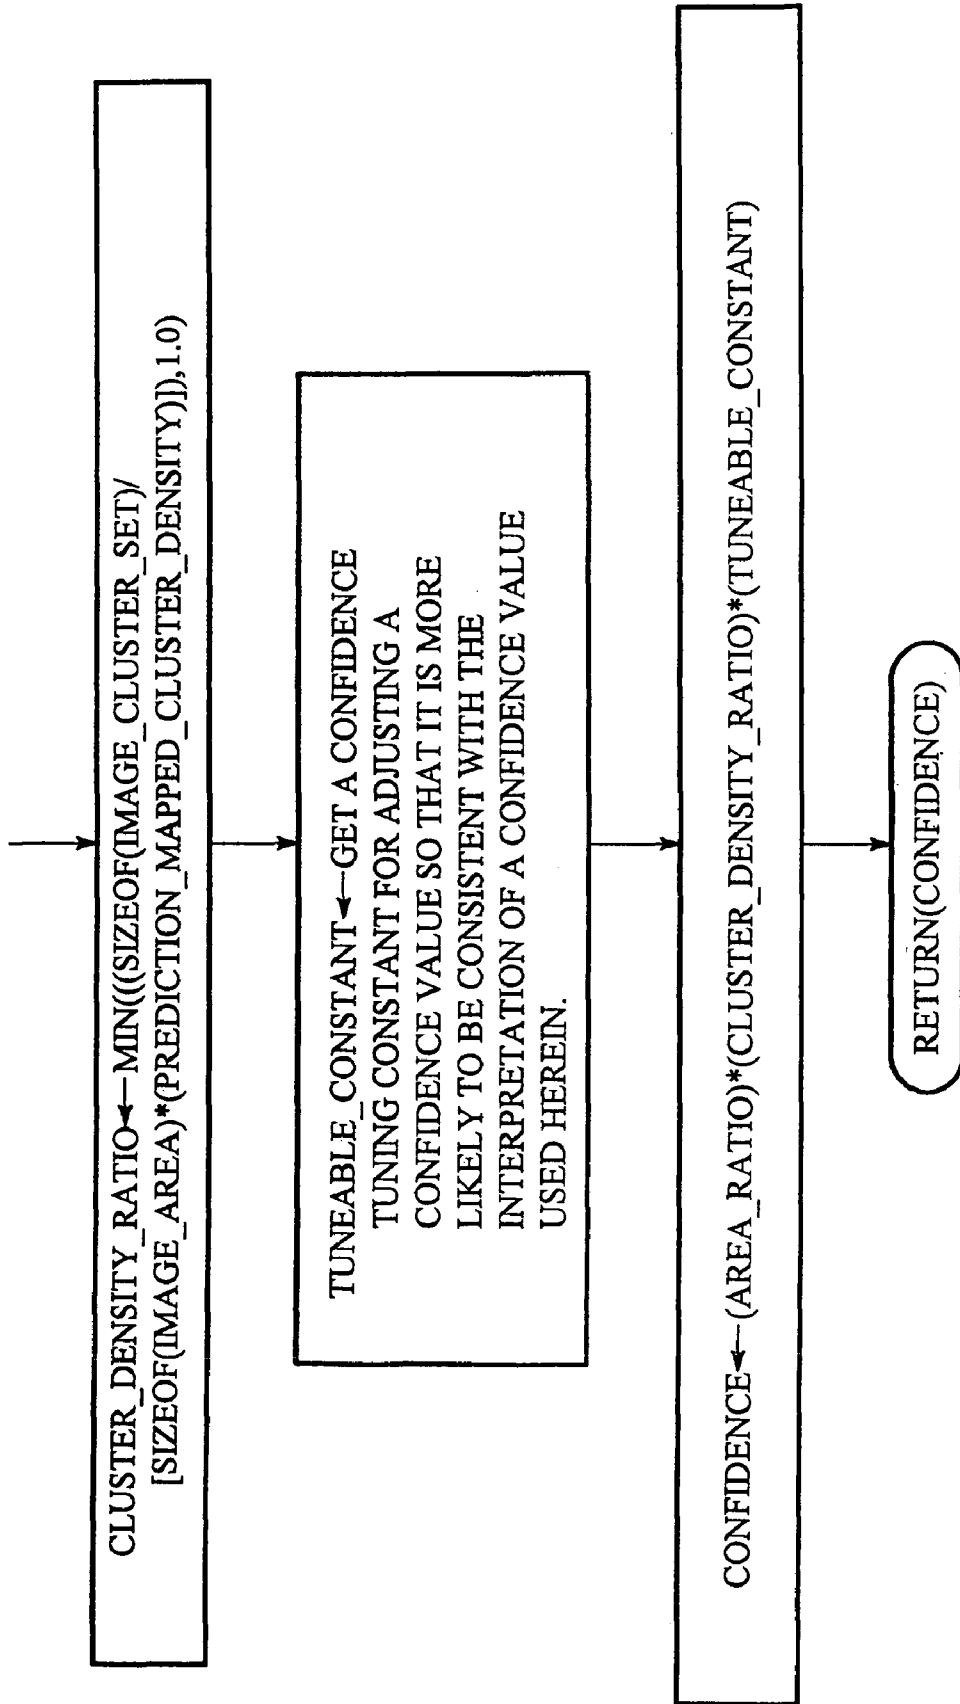 CLUSTER_DENSITY_RATIO←MIN(((SIZEOF(IMAGE_CLUSTER_SET)/
[SIZEOF(IMAGE_AREA)*(PREDICTION_MAPPED_CLUSTER_DENSITY)]),1.0)
TUNEABLE_CONSTANT←GET A CONFIDENCE
TUNING CONSTANT FOR ADJUSTING A
CONFIDENCE VALUE SO THAT IT IS MORE
LIKELY TO BE CONSISTENT WITH THE
INTERPRETATION OF A CONFIDENCE VALUE
USED HEREIN.
CONFIDENCE←(AREA_RATIO)*(CLUSTER_DENSITY_RATIO)*(TUNEABLE_CONSTANT)
RETURN(CONFIDENCE)